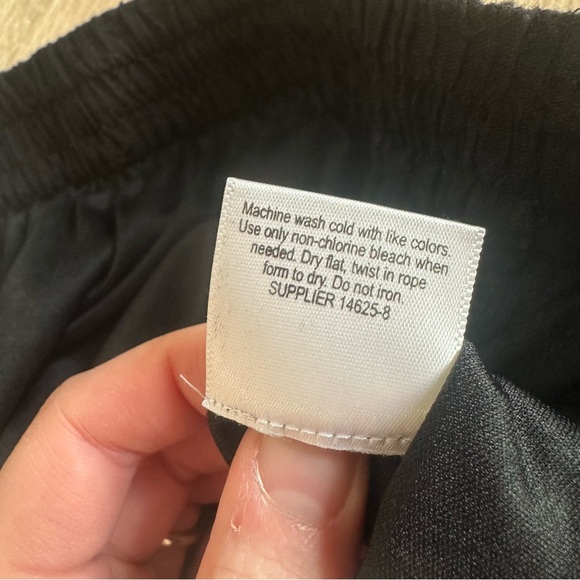 Machine wash cold with like colors.
Use only non-chlorine bleach when
needed. Dry flat, twist in rope
form to dry. Do not iron.
SUPPLIER 14625-8